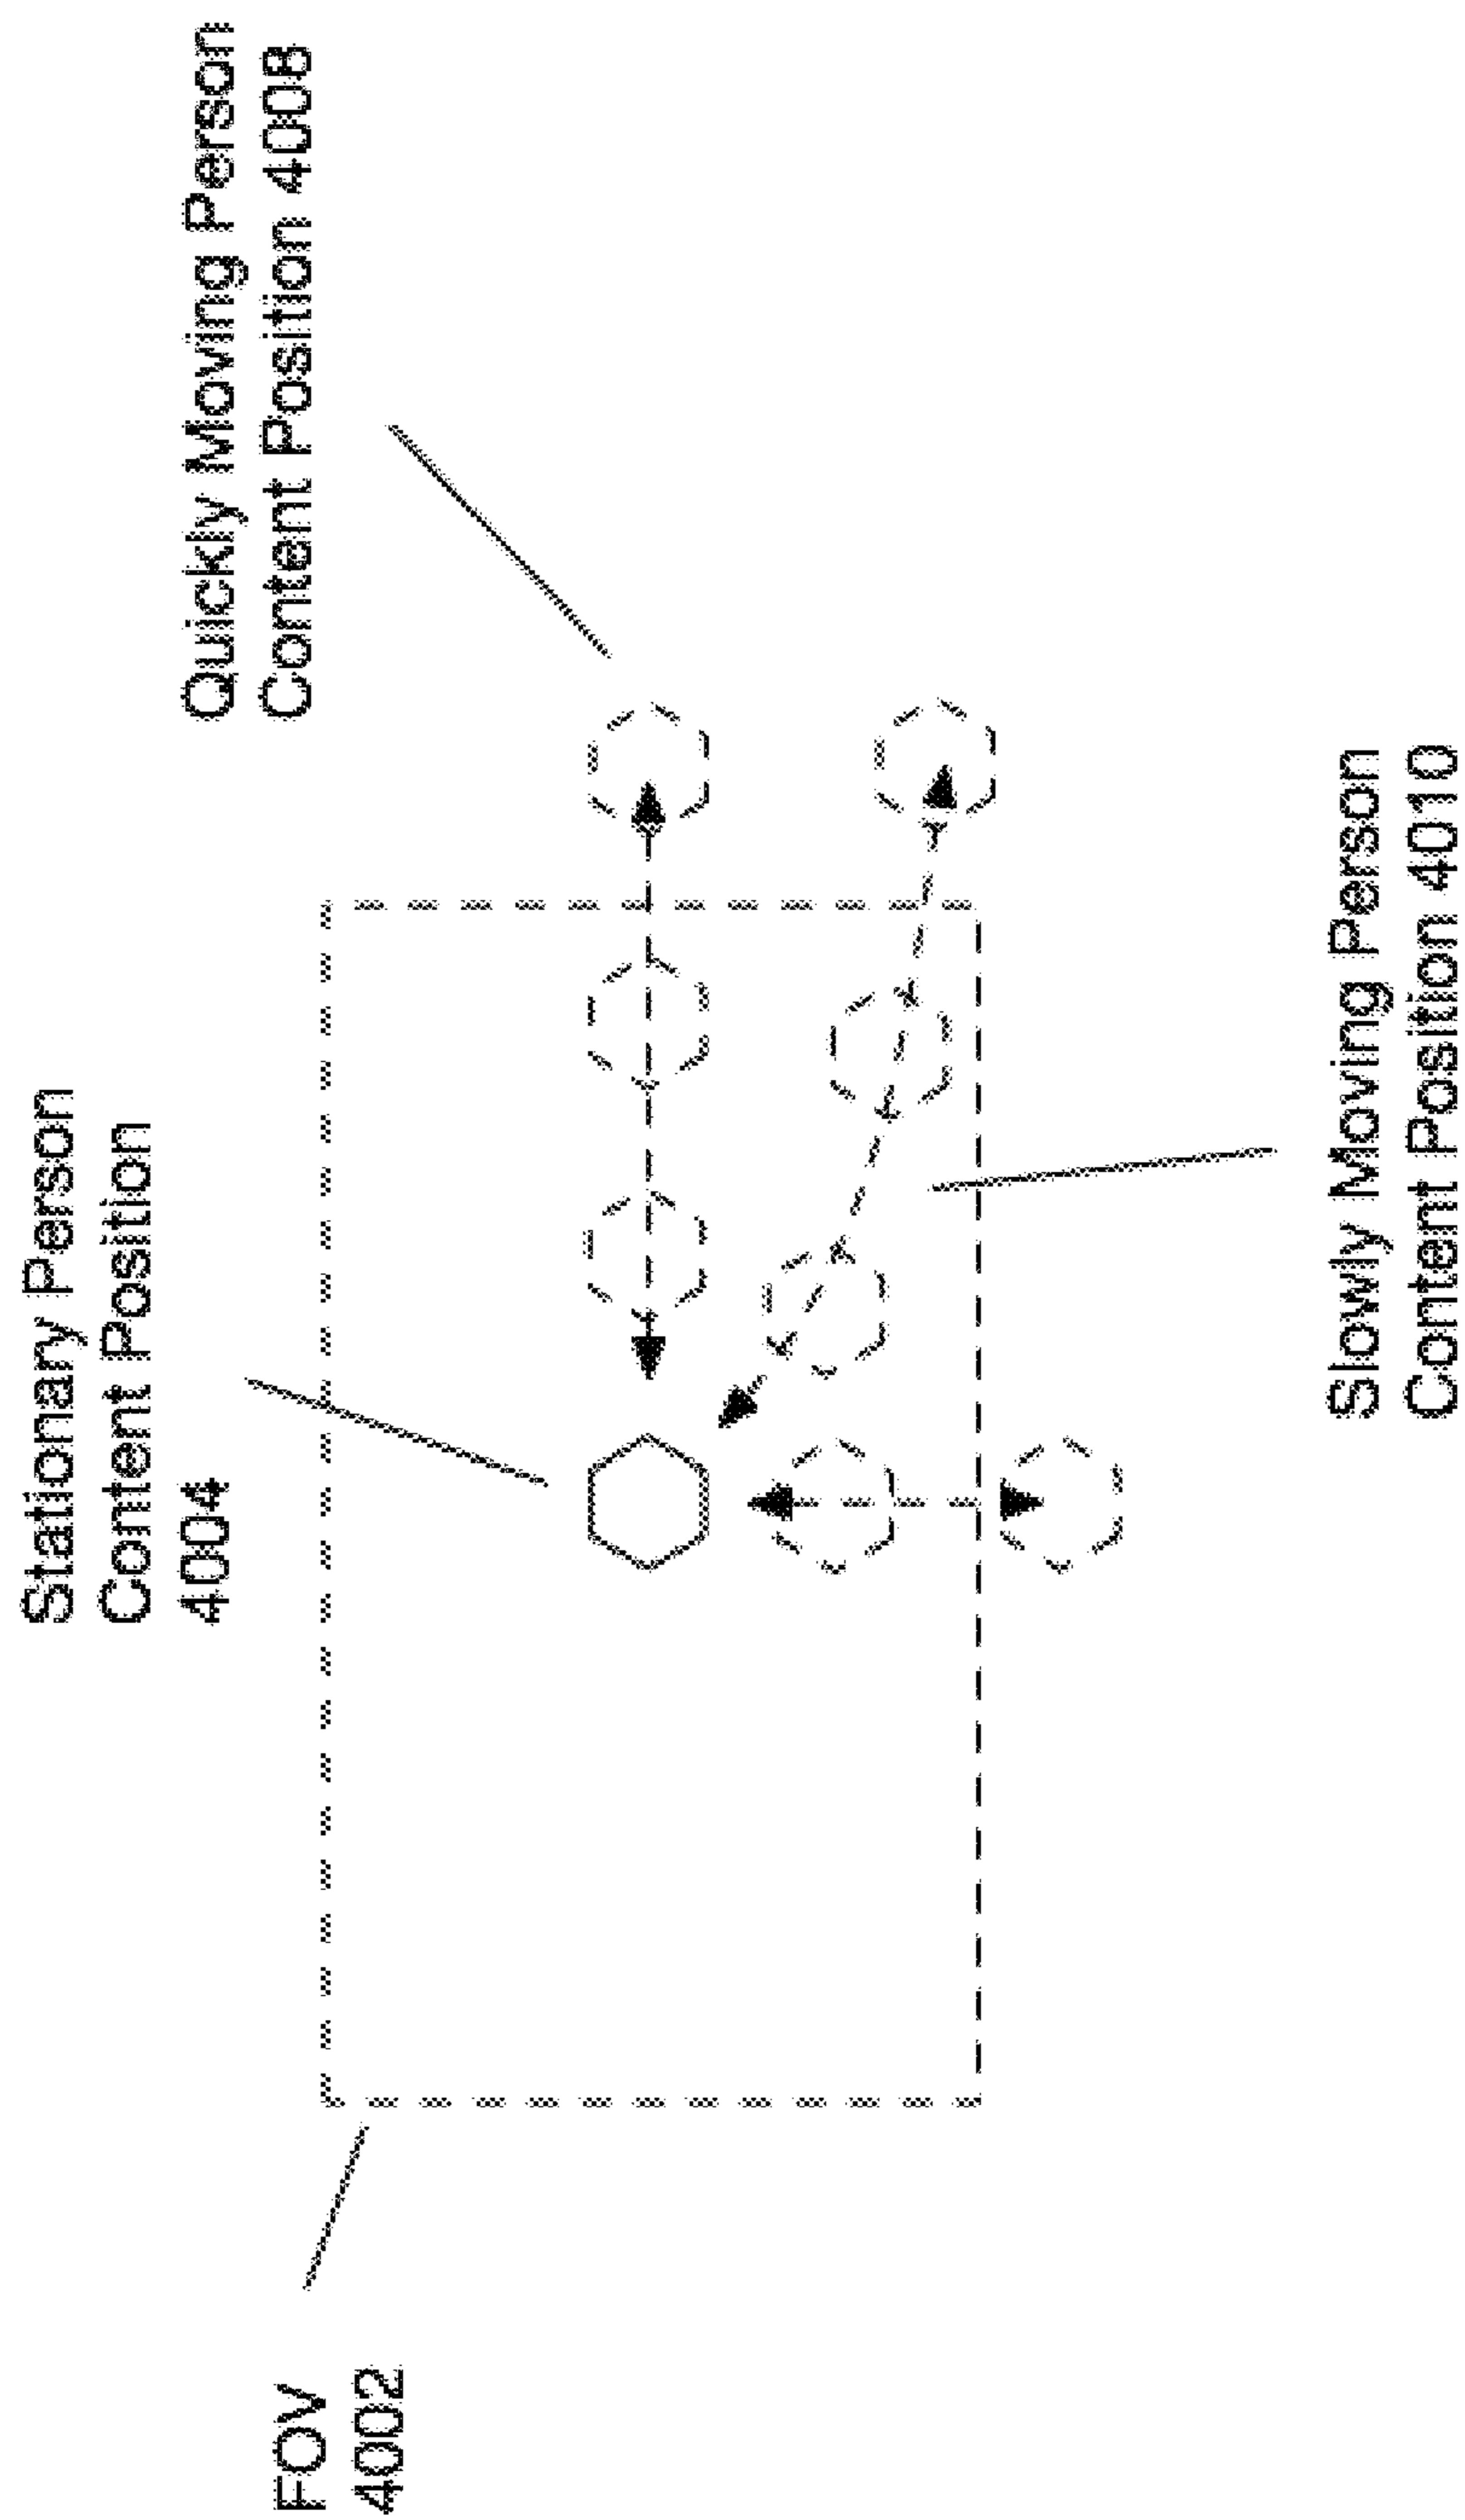 Stationary Person
Content Position
4004
Quickly Moving Person
Content Position 4008
FOV
4002
Slowly Moving Person
Content Position 4010